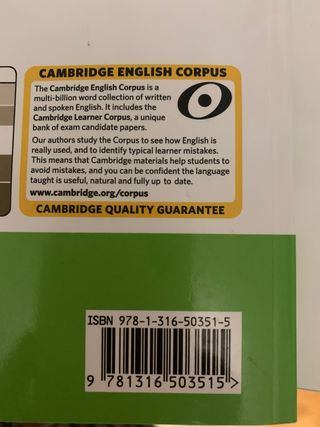 CAMBRIDGE ENGLISH CORPUS
The Cambridge English Corpus is a
multi-billion word collection of written
and spoken English. It includes the
Cambridge Learner Corpus, a unique
bank of exam candidate papers.
Our authors study the Corpus to see how English is
really used, and to identify typical learner mistakes.
This means that Cambridge materials help students to
avoid mistakes, and you can be confident the language
taught is useful, natural and fully up to date.
www.cambridge.org/corpus
CAMBRIDGE QUALITY GUARANTEE
ISBN 978-1-316-50351-5
9 781316 503515 >